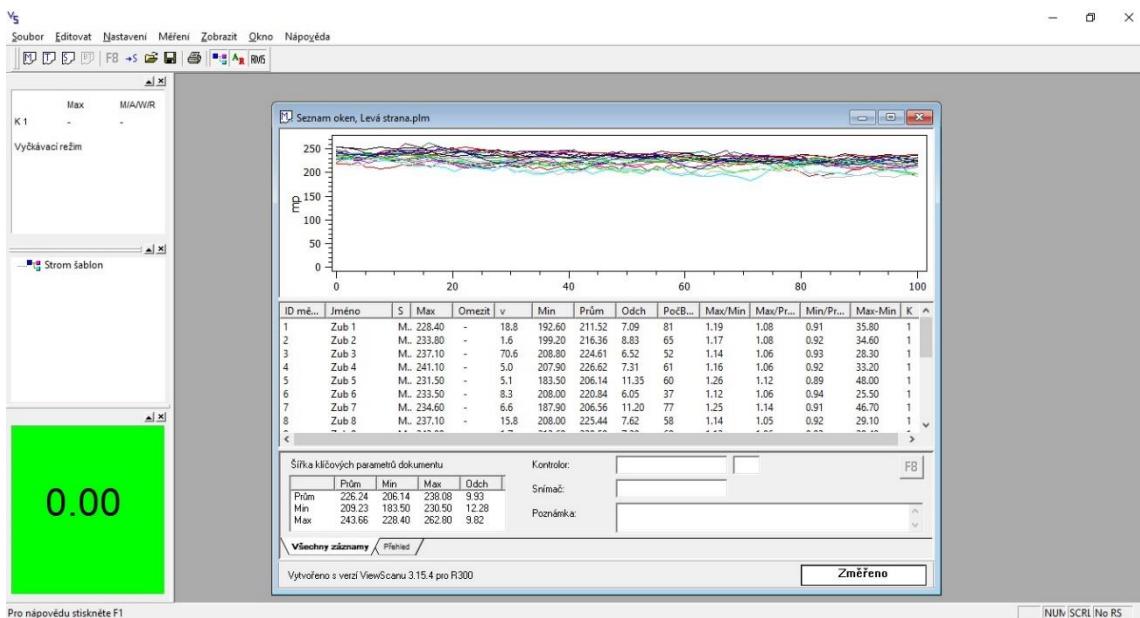 VS
Soubor Editovat Nastavení Měření Zobrazit Okno Nápověda
M T S PT F8 →S AR RMS
Max M/A/W/R
K 1 - -
Vyčkávací režim
Strom šablon
0.00
Seznam oken, Levá strana.plm
mp
250
200
150
100
50
0
0 20 40 60 80 100
ID mě... Jméno S Max Omezit v Min Prům Odch PočB... Max/Min Max/Pr... Min/Pr... Max-Min K
1 Zub 1 M.. 228.40 - 18.8 192.60 211.52 7.09 81 1.19 1.08 0.91 35.80 1
2 Zub 2 M.. 233.80 - 1.6 199.20 216.36 8.83 65 1.17 1.08 0.92 34.60 1
3 Zub 3 M.. 237.10 - 70.6 208.80 224.61 6.52 52 1.14 1.06 0.93 28.30 1
4 Zub 4 M.. 241.10 - 5.0 207.90 226.62 7.31 61 1.16 1.06 0.92 33.20 1
5 Zub 5 M.. 231.50 - 5.1 183.50 206.14 11.35 60 1.26 1.12 0.89 48.00 1
6 Zub 6 M.. 233.50 - 8.3 208.00 220.84 6.05 37 1.12 1.06 0.94 25.50 1
7 Zub 7 M.. 234.60 - 6.6 187.90 206.56 11.20 77 1.25 1.14 0.91 46.70 1
8 Zub 8 M.. 237.10 - 15.8 208.00 225.44 7.62 58 1.14 1.05 0.92 29.10 1
Šířka klíčových parametrů dokumentu
Prům Min Max Odch
Prům 226.24 206.14 238.08 9.93
Min 209.23 183.50 230.50 12.28
Max 243.66 228.40 262.80 9.82
Kontrolor:
Snímač:
Poznámka:
F8
Všechny záznamy Přehled
Vytvořeno s verzí ViewScanu 3.15.4 pro R300
Změřeno
Pro nápovědu stiskněte F1
NUM SCRL No RS